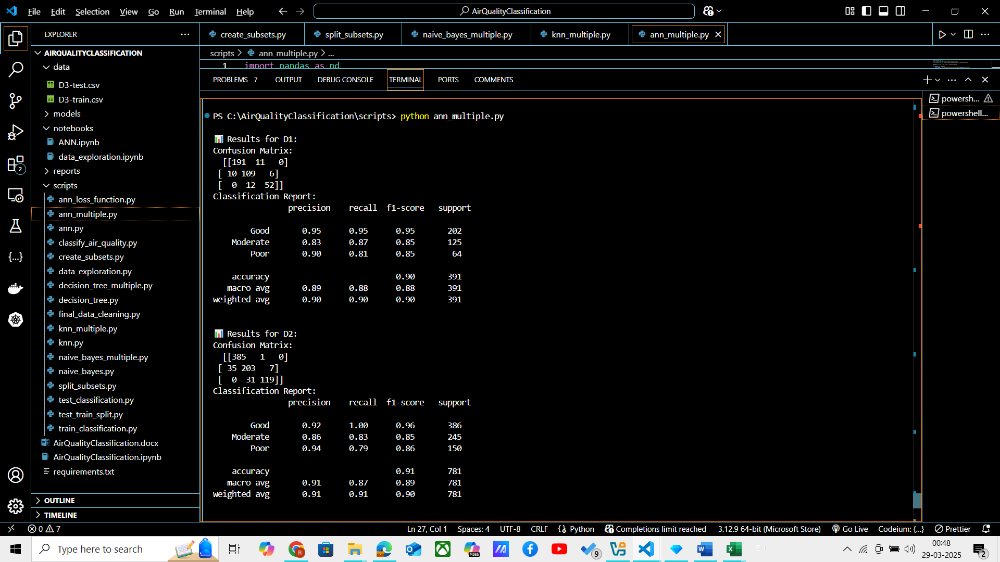 File Edit Selection View Go Run Terminal Help
AirQualityClassification
EXPLORER
create_subsets.py split_subsets.py naive_bayes_multiple.py knn_multiple.py ann_multiple.py
AIRQUALITYCLASSIFICATION
data
D3-test.csv
D3-train.csv
models
notebooks
ANN.ipynb
data_exploration.ipynb
reports
scripts
ann_loss_function.py
ann_multiple.py
ann.py
classify_air_quality.py
create_subsets.py
data_exploration.py
decision_tree_multiple.py
decision_tree.py
final_data_cleaning.py
knn_multiple.py
knn.py
naive_bayes_multiple.py
naive_bayes.py
split_subsets.py
test_classification.py
test_train_split.py
train_classification.py
AirQualityClassification.docx
AirQualityClassification.ipynb
requirements.txt
OUTLINE
TIMELINE
2
scripts > ann_multiple.py > ...
1 import pandas as pd
PROBLEMS 7 OUTPUT DEBUG CONSOLE TERMINAL PORTS COMMENTS
powersh...
powershell...
PS C:\AirQualityClassification\scripts> python ann_multiple.py
Results for D1:
Confusion Matrix:
[[191 11 0]
[ 10 109 6]
[ 0 12 52]]
Classification Report:
precision recall f1-score support
Good 0.95 0.95 0.95 202
Moderate 0.83 0.87 0.85 125
Poor 0.90 0.81 0.85 64
accuracy 0.90 391
macro avg 0.89 0.88 0.88 391
weighted avg 0.90 0.90 0.90 391
Results for D2:
Confusion Matrix:
[[385 1 0]
[ 35 203 7]
[ 0 31 119]]
Classification Report:
precision recall f1-score support
Good 0.92 1.00 0.96 386
Moderate 0.86 0.83 0.85 245
Poor 0.94 0.79 0.86 150
accuracy 0.91 781
macro avg 0.91 0.87 0.89 781
weighted avg 0.91 0.91 0.90 781
0 7 Ln 27, Col 1 Spaces: 4 UTF-8 CRLF Python Completions limit reached 3.12.9 64-bit (Microsoft Store) Go Live Codeium: {...} Prettier
Type here to search
M365
9
00:48
29-03-2025
2